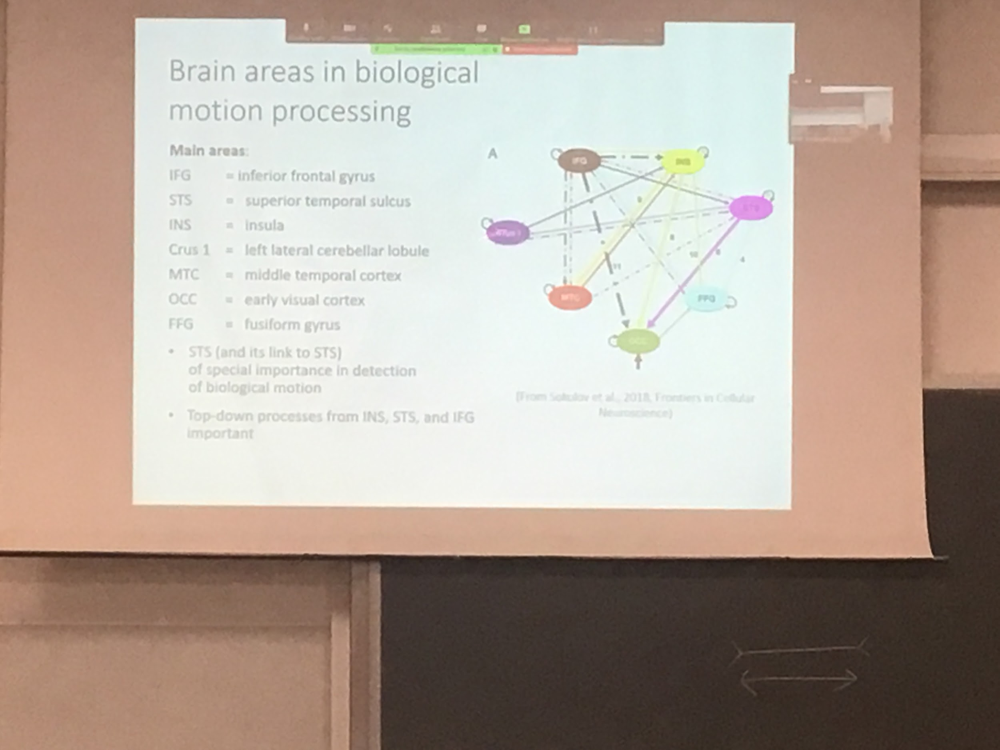 Brain areas in biological
motion processing
Main areas:
IFG = inferior frontal gyrus
STS = superior temporal sulcus
INS = insula
Crus 1 = left lateral cerebellar lobule
MTC = middle temporal cortex
OCC = early visual cortex
FFG = fusiform gyrus
• STS (and its link to STS)
of special importance in detection
of biological motion
• Top-down processes from INS, STS, and IFG
important
A
IFG
INS
STS
Crus 1
9
8
10
6
4
11
MTC
FFG
OCC
(From Sokolov et al., 2018, Frontiers in Cellular
Neuroscience)